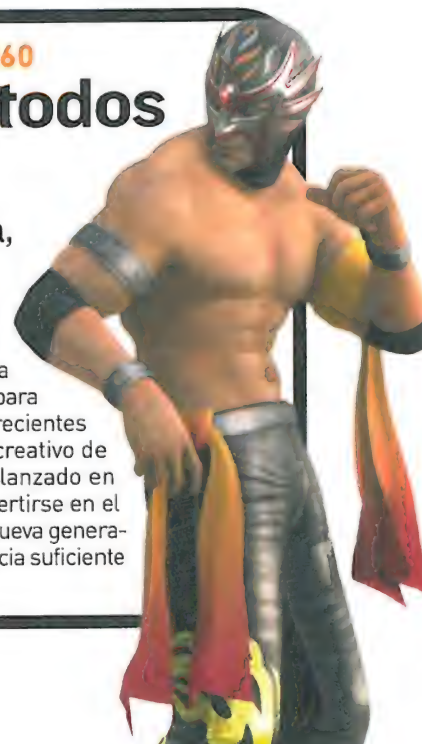 60
todos
a,
a
para
recientes
creativo de
lanzado en
ertirse en el
ueva genera-
cia suficiente